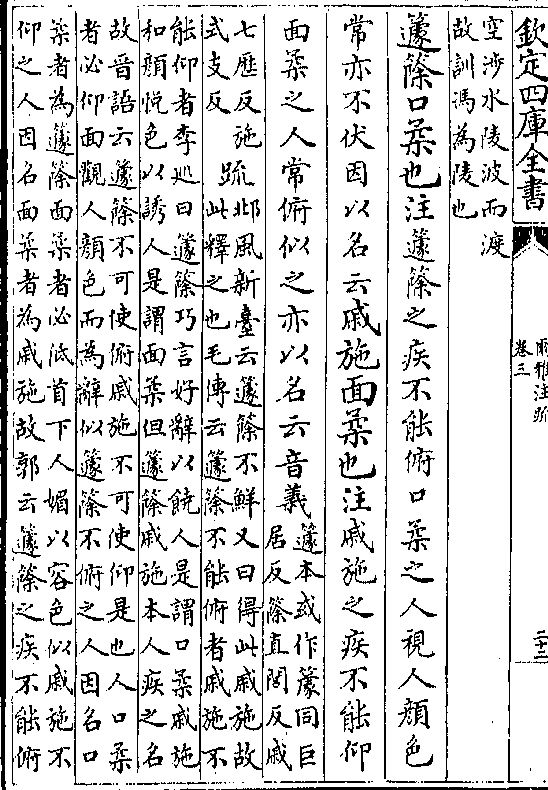 欽定四庫全書
爾雅注疏
卷三
二十二
空涉水陵波而渡
故訓馮為陵也
籧篨口柔也注籧篨之疾不能俯口柔之人視人顔色
常亦不伏因以名云戚施面柔也注戚施之疾不能仰
面柔之人常俯似之亦以名云音義
籧本或作蘧同巨
居反篨直閭反戚
七歴反施
式支反
疏
邶風新臺云籧篨不鮮又曰得此戚施故
此釋之也毛傳云籧篨不能俯者戚施不
能仰者李巡曰籧篨巧言好辭以饒人是謂口柔戚施
和顔悦色以誘人是謂面柔但籧篨戚施本人疾之名
故晉語云籧篨不可使俯戚施不可使仰是也人口柔
者必仰面觀人顔色而為辭似籧篨不俯之人因名口
柔者為籧篨面柔者必低首下人媚以容色似戚施不
仰之人因名面柔者為戚施故郭云籧篨之疾不能俯